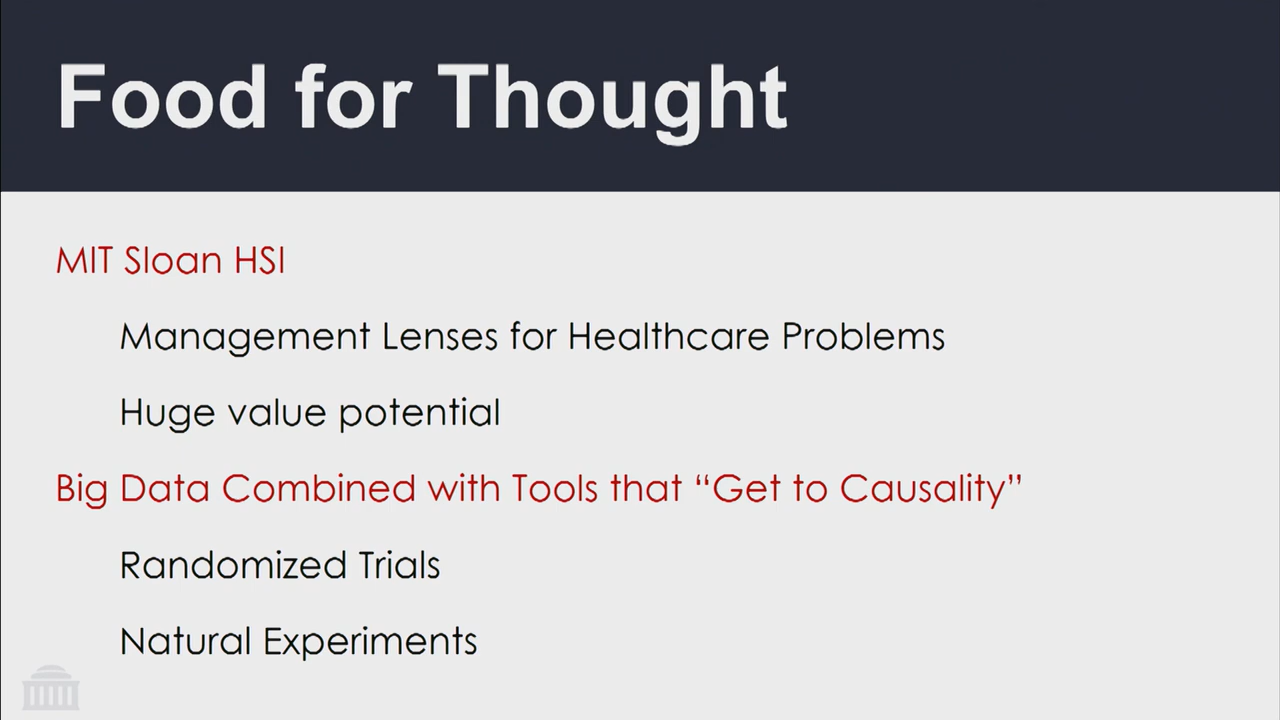 Food for Thought
MIT Sloan HSI
Management Lenses for Healthcare Problems
Huge value potential
Big Data Combined with Tools that “Get to Causality”
Randomized Trials
Natural Experiments